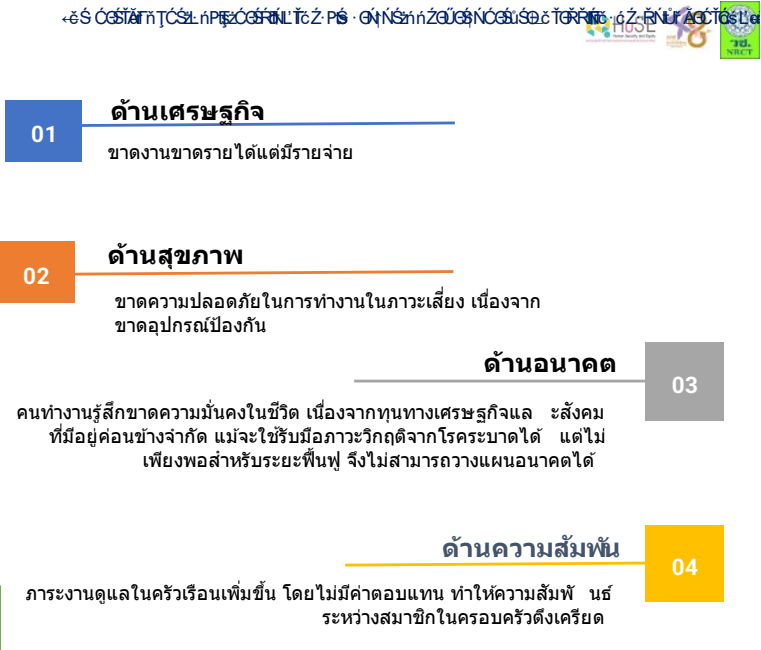 HuSE
วช.
NRCT
01
ด้านเศรษฐกิจ
ขาดงานขาดรายได้แต่มีรายจ่าย
02
ด้านสุขภาพ
ขาดความปลอดภัยในการทำงานในภาวะเสี่ยง เนื่องจาก
ขาดอุปกรณ์ป้องกัน
ด้านอนาคต
03
คนทำงานรู้สึกขาดความมั่นคงในชีวิต เนื่องจากทุนทางเศรษฐกิจแล ะสังคม
ที่มีอยู่ค่อนข้างจำกัด แม้จะใช้รับมือภาวะวิกฤติจากโรคระบาดได้ แต่ไม่
เพียงพอสำหรับระยะฟื้นฟู จึงไม่สามารถวางแผนอนาคตได้
ด้านความสัมพัน
04
ภาระงานดูแลในครัวเรือนเพิ่มขึ้น โดยไม่มีค่าตอบแทน ทำให้ความสัมพั นธ์
ระหว่างสมาชิกในครอบครัวตึงเครียด